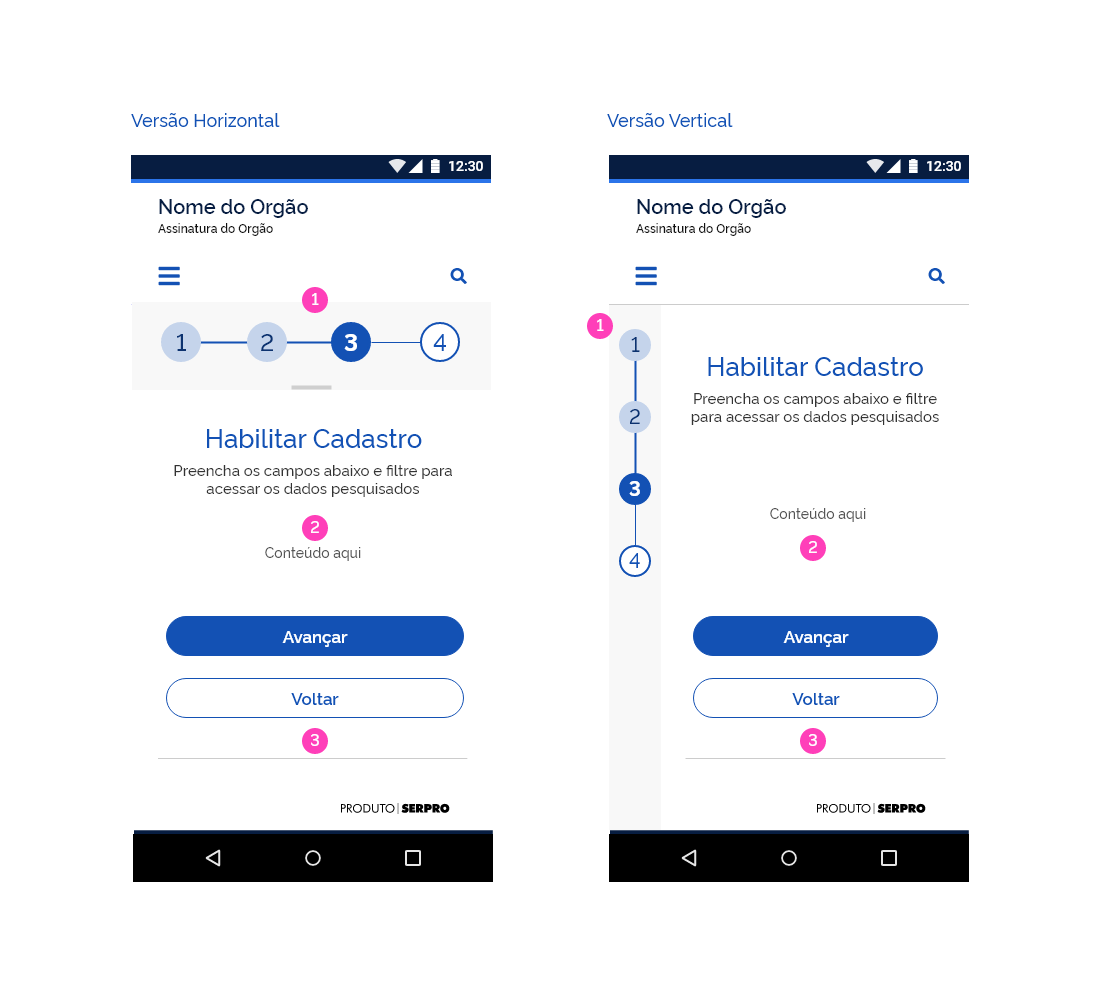 Versão Horizontal
12:30
Nome do Orgão
Assinatura do Orgão
1
1 2 3 4
Habilitar Cadastro
Preencha os campos abaixo e filtre para
acessar os dados pesquisados
2
Conteúdo aqui
Avançar
Voltar
3
PRODUTO | SERPRO
Versão Vertical
12:30
Nome do Orgão
Assinatura do Orgão
1
1
2
3
4
Habilitar Cadastro
Preencha os campos abaixo e filtre
para acessar os dados pesquisados
Conteúdo aqui
2
Avançar
Voltar
3
PRODUTO | SERPRO